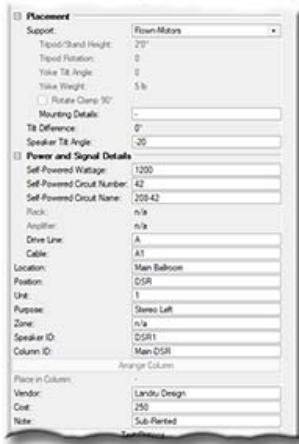 Placement
Support: Flown-Motors
Tripod/Stand Height: 2'0"
Tripod Rotation: 0
Yoke Tilt Angle: 0
Yoke Weight: 5 lb
Rotate Clamp 90°
Mounting Details: -
Tilt Difference: 0°
Speaker Tilt Angle: -20
Power and Signal Details
Self-Powered Wattage: 1200
Self-Powered Circuit Number: 42
Self-Powered Circuit Name: 208-42
Rack: n/a
Amplifier: n/a
Drive Line: A
Cable: A1
Location: Main Ballroom
Position: DSR
Unit: 1
Purpose: Stereo Left
Zone: n/a
Speaker ID: DSR1
Column ID: Main DSR
Arrange Column
Place in Column: -
Vendor: Landru Design
Cost: 250
Note: Sub-Rented